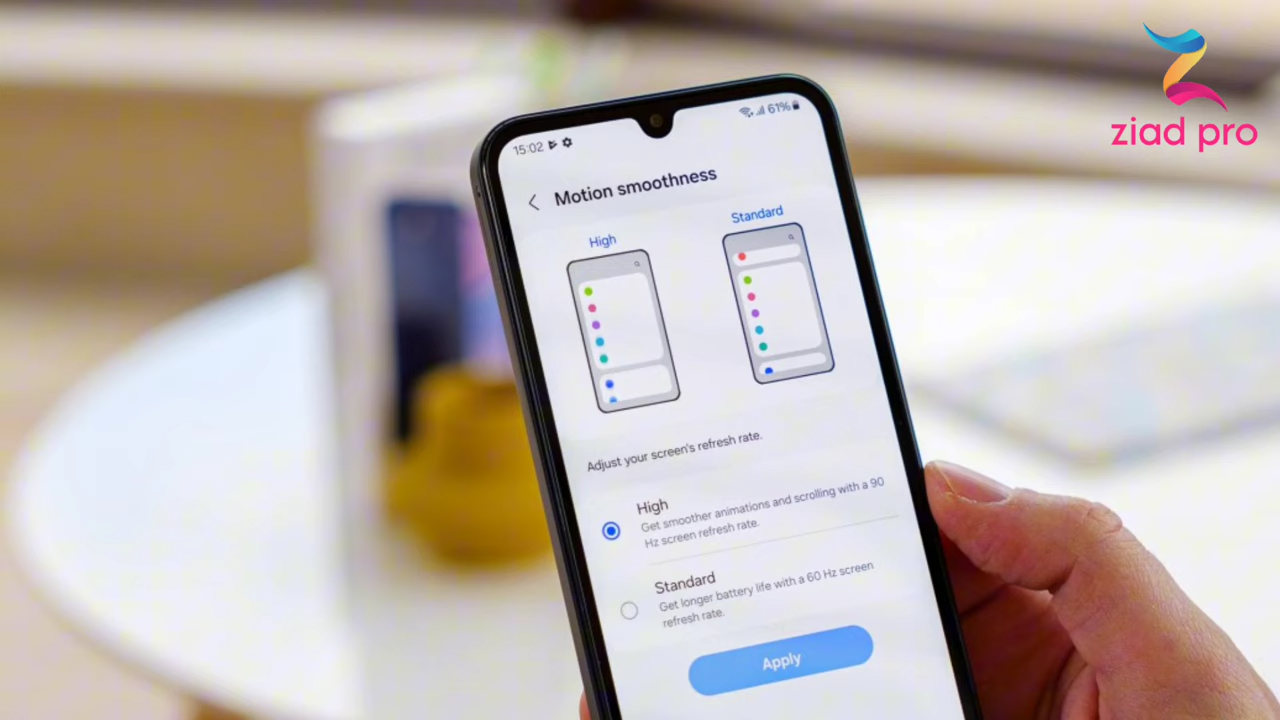 ziad pro
15:02
61%
Motion smoothness
High
Standard
Adjust your screen's refresh rate.
High
Get smoother animations and scrolling with a 90
Hz screen refresh rate.
Standard
Get longer battery life with a 60 Hz screen
refresh rate.
Apply